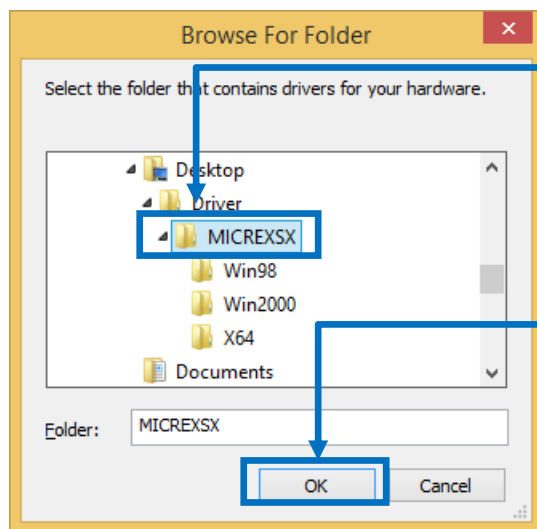 Browse For Folder
Select the folder that contains drivers for your hardware.
Desktop
Driver
MICREXSX
Win98
Win2000
X64
Documents
Folder: MICREXSX
OK Cancel